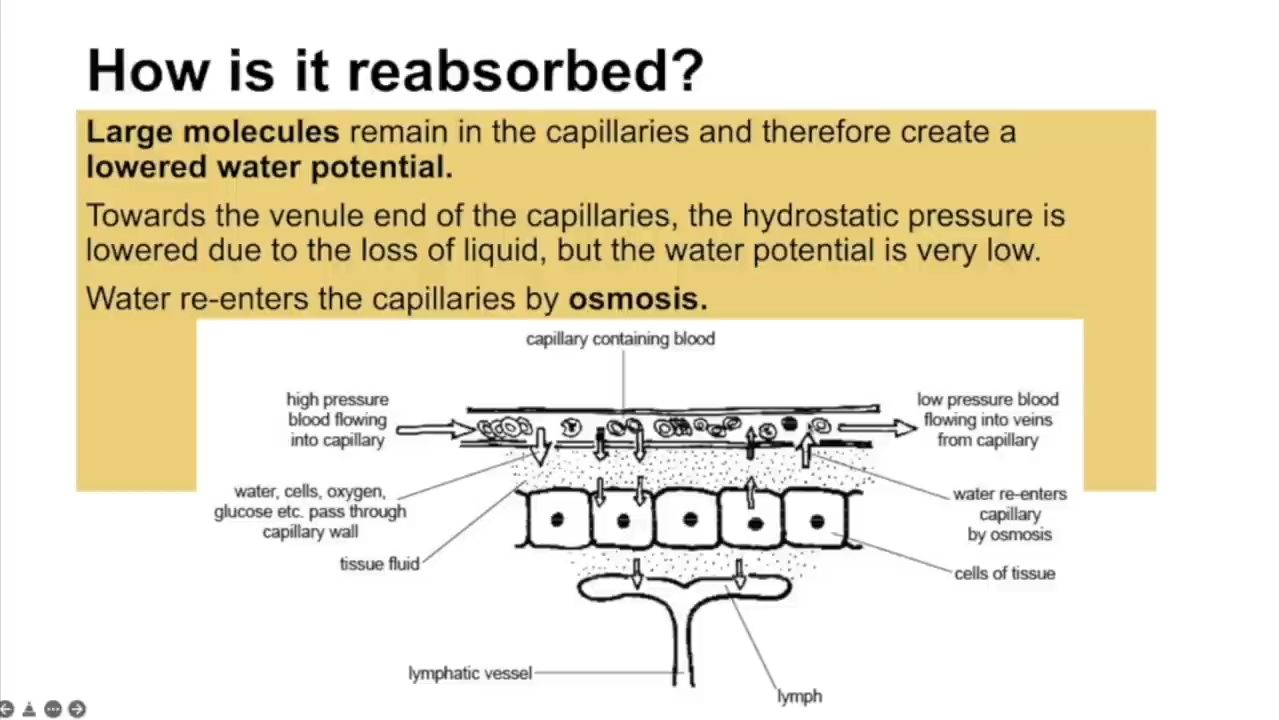 How is it reabsorbed?
Large molecules remain in the capillaries and therefore create a
lowered water potential.
Towards the venule end of the capillaries, the hydrostatic pressure is
lowered due to the loss of liquid, but the water potential is very low.
Water re-enters the capillaries by osmosis.
capillary containing blood
high pressure
blood flowing
into capillary
low pressure blood
flowing into veins
from capillary
water, cells, oxygen,
glucose etc. pass through
capillary wall
water re-enters
capillary
by osmosis
tissue fluid
cells of tissue
lymphatic vessel
lymph